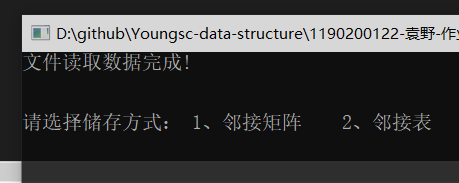 D:\github\Youngsc-data-structure\1190200122-袁野-作
文件读取数据完成!
请选择储存方式： 1、邻接矩阵 2、邻接表